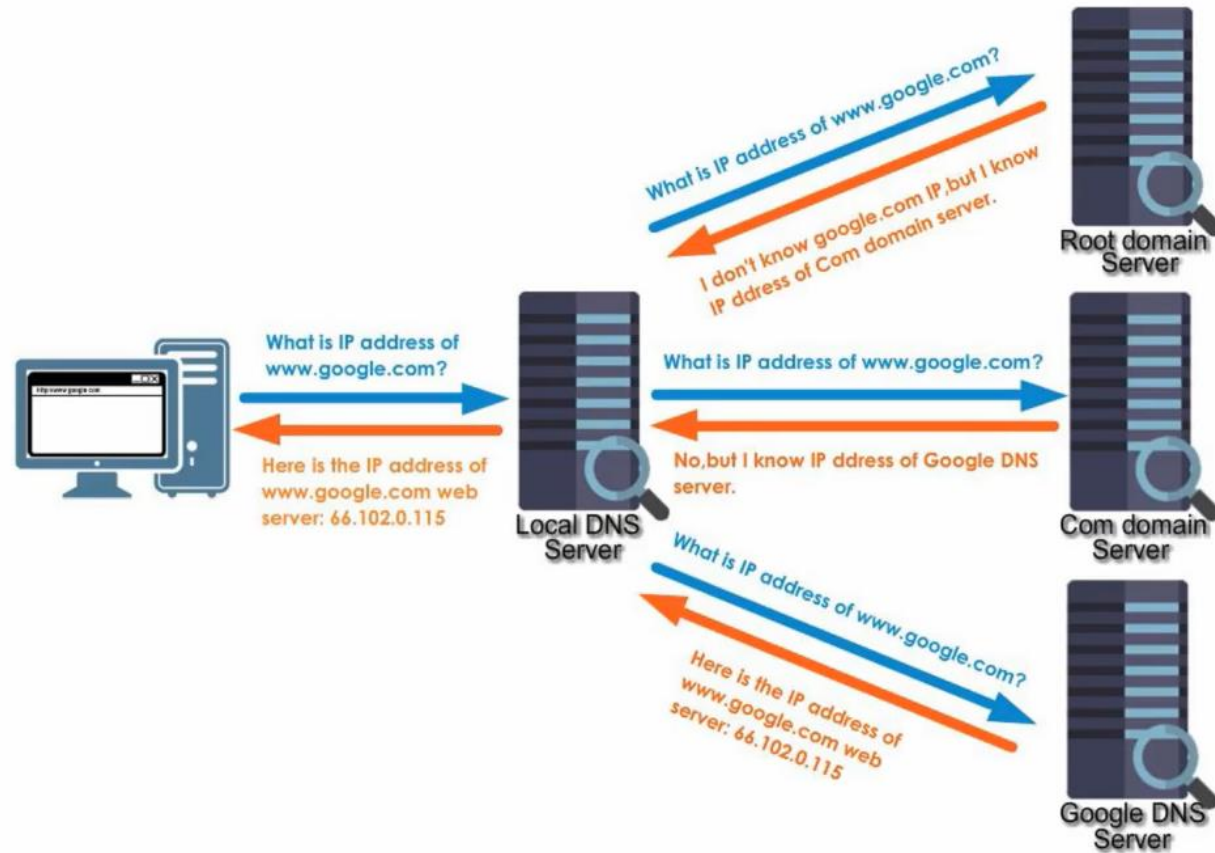 What is IP address of www.google.com?
I don't know google.com IP,but I know
IP ddress of Com domain server.
Root domain
Server
http://www.google.com
What is IP address of
www.google.com?
Here is the IP address of
www.google.com web
server: 66.102.0.115
Local DNS
Server
What is IP address of www.google.com?
No,but I know IP ddress of Google DNS
server.
Com domain
Server
What is IP address of www.google.com?
Here is the IP address of
www.google.com web
server: 66.102.0.115
Google DNS
Server